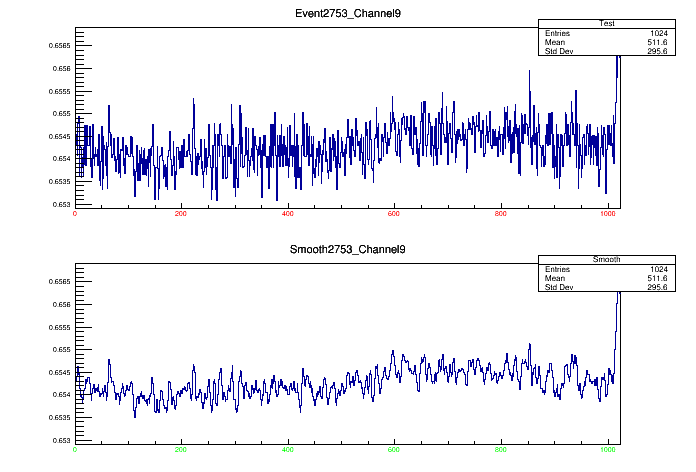 Event2753_Channel9
Test
Entries 1024
Mean 511.6
Std Dev 295.6
0.6565
0.656
0.6555
0.655
0.6545
0.654
0.6535
0.653
0 200 400 600 800 1000
Smooth2753_Channel9
Smooth
Entries 1024
Mean 511.6
Std Dev 295.6
0.6565
0.656
0.6555
0.655
0.6545
0.654
0.6535
0.653
0 200 400 600 800 1000